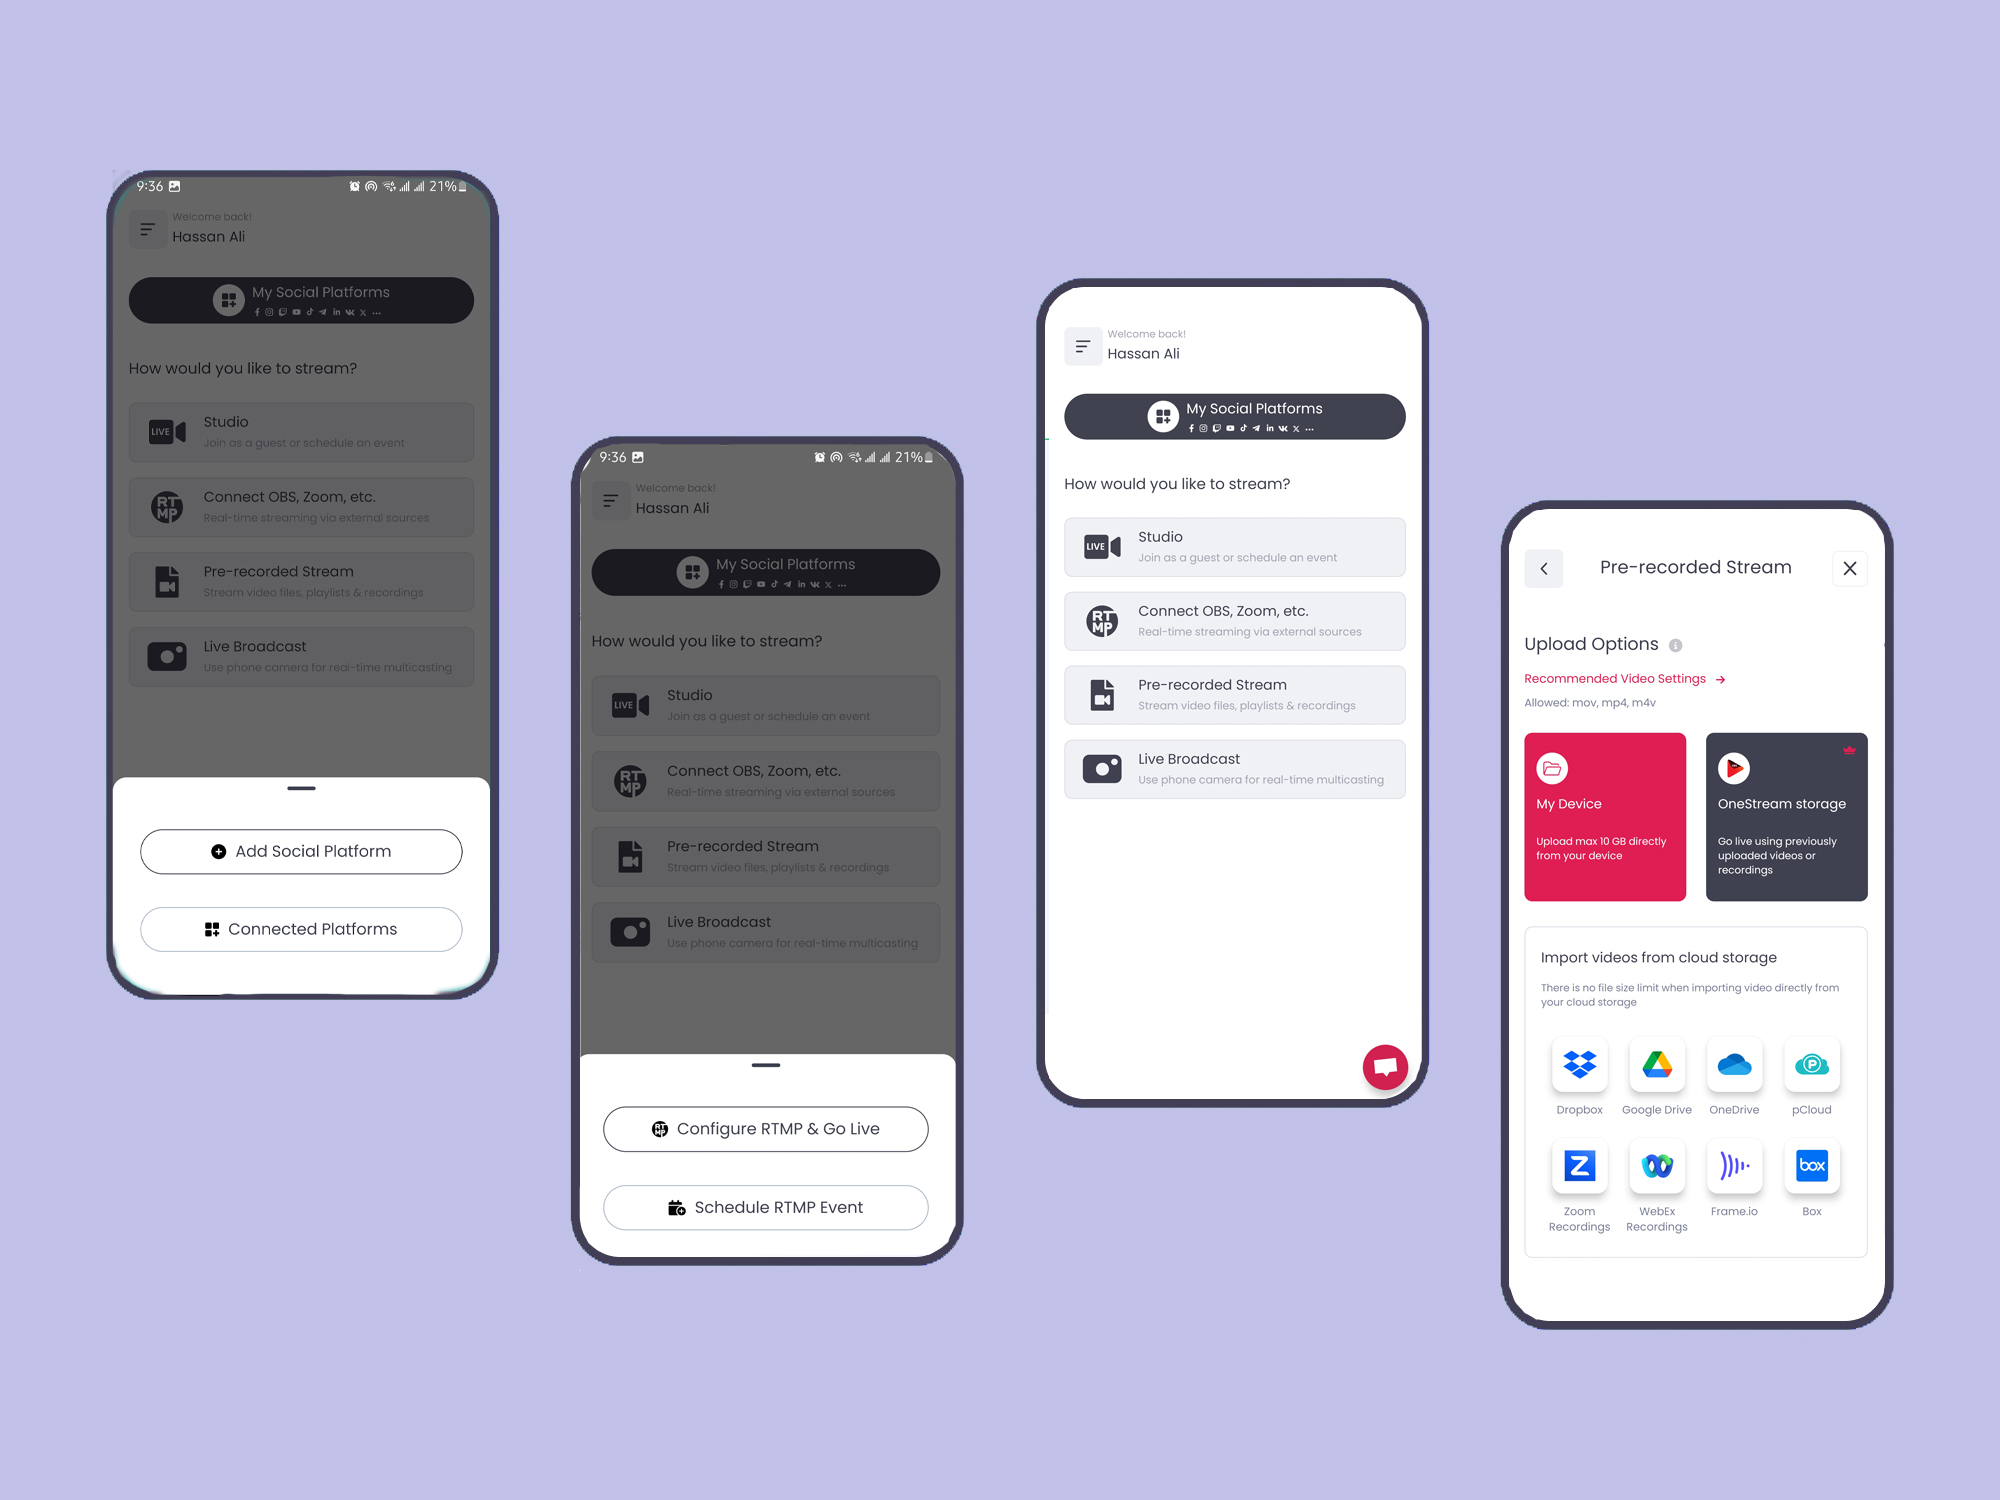 9:36
21%
Welcome back!
Hassan Ali
My Social Platforms
How would you like to stream?
LIVE
Studio
Join as a guest or schedule an event
RT
MP
Connect OBS, Zoom, etc.
Real-time streaming via external sources
Pre-recorded Stream
Stream video files, playlists & recordings
Live Broadcast
Use phone camera for real-time multicasting
Add Social Platform
Connected Platforms
9:36
21%
Welcome back!
Hassan Ali
My Social Platforms
How would you like to stream?
LIVE
Studio
Join as a guest or schedule an event
RT
MP
Connect OBS, Zoom, etc.
Real-time streaming via external sources
Pre-recorded Stream
Stream video files, playlists & recordings
Live Broadcast
Use phone camera for real-time multicasting
RT
MP
Configure RTMP & Go Live
Schedule RTMP Event
Welcome back!
Hassan Ali
My Social Platforms
How would you like to stream?
LIVE
Studio
Join as a guest or schedule an event
RT
MP
Connect OBS, Zoom, etc.
Real-time streaming via external sources
Pre-recorded Stream
Stream video files, playlists & recordings
Live Broadcast
Use phone camera for real-time multicasting
Pre-recorded Stream
Upload Options
Recommended Video Settings
Allowed: mov, mp4, m4v
My Device
Upload max 10 GB directly
from your device
OneStream storage
Go live using previously
uploaded videos or
recordings
Import videos from cloud storage
There is no file size limit when importing video directly from
your cloud storage
Dropbox Google Drive OneDrive pCloud
box
Zoom
Recordings
WebEx
Recordings
Frame.io
Box